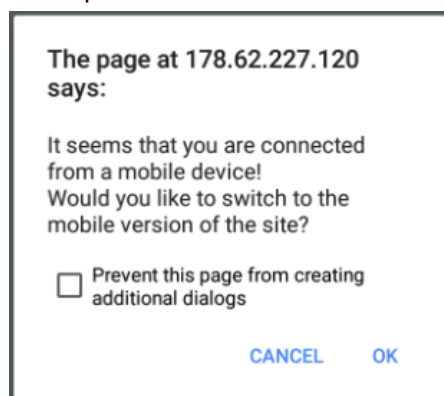 The page at 178.62.227.120
says:
It seems that you are connected
from a mobile device!
Would you like to switch to the
mobile version of the site?
Prevent this page from creating
additional dialogs
CANCEL OK